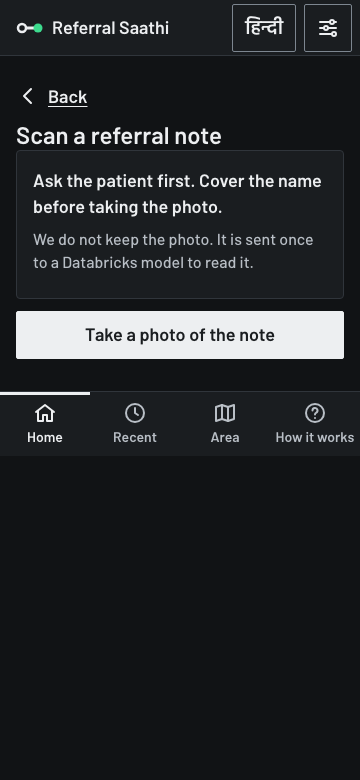 Referral Saathi
हिन्दी
Back
Scan a referral note
Ask the patient first. Cover the name
before taking the photo.
We do not keep the photo. It is sent once
to a Databricks model to read it.
Take a photo of the note
Home
Recent
Area
How it works